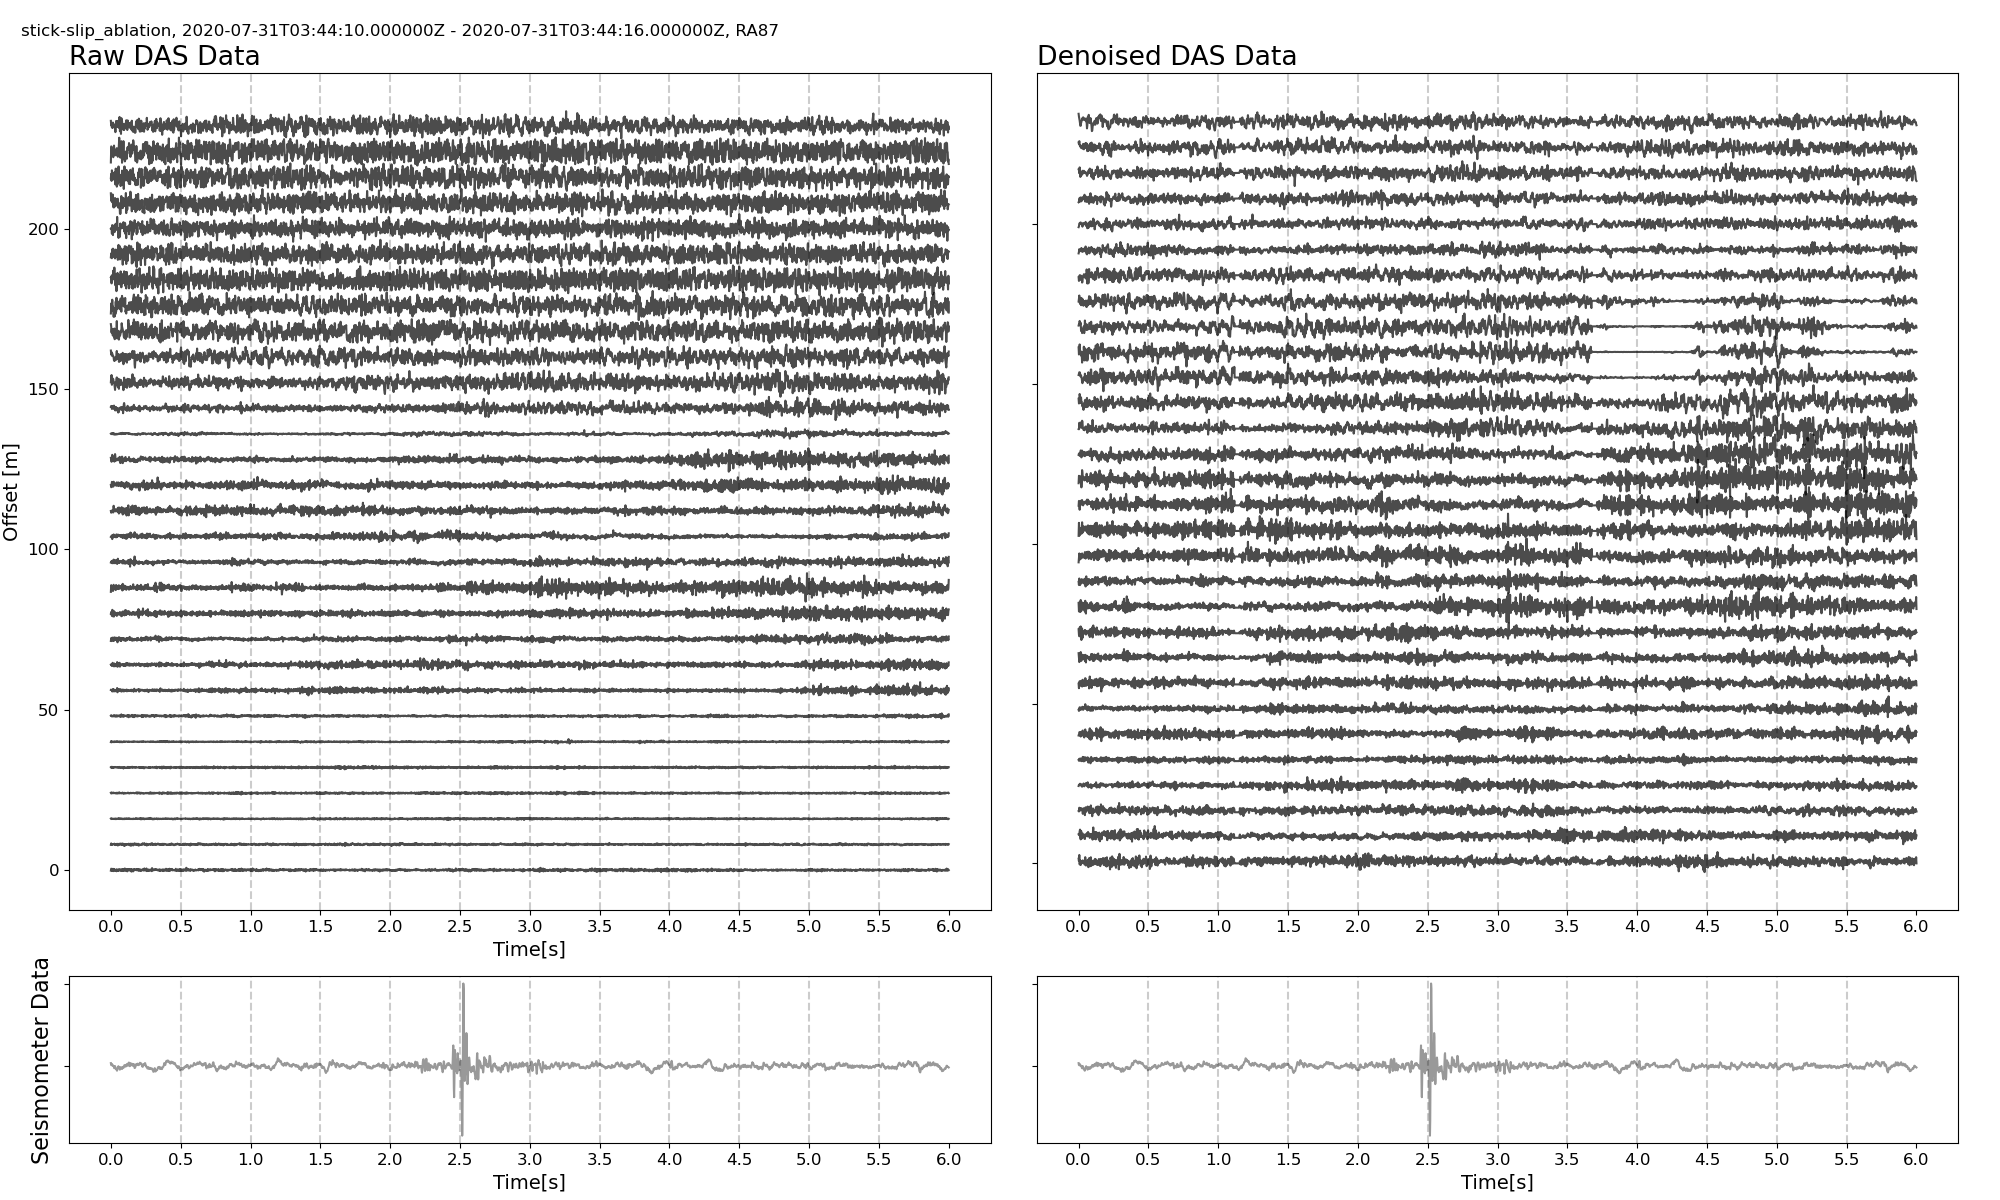 stick-slip_ablation, 2020-07-31T03:44:10.000000Z - 2020-07-31T03:44:16.000000Z, RA87
Raw DAS Data
Denoised DAS Data
Offset [m]
200
150
100
50
0
0.0 0.5 1.0 1.5 2.0 2.5 3.0 3.5 4.0 4.5 5.0 5.5 6.0
Time[s]
0.0 0.5 1.0 1.5 2.0 2.5 3.0 3.5 4.0 4.5 5.0 5.5 6.0
Seismometer Data
0.0 0.5 1.0 1.5 2.0 2.5 3.0 3.5 4.0 4.5 5.0 5.5 6.0
Time[s]
0.0 0.5 1.0 1.5 2.0 2.5 3.0 3.5 4.0 4.5 5.0 5.5 6.0
Time[s]